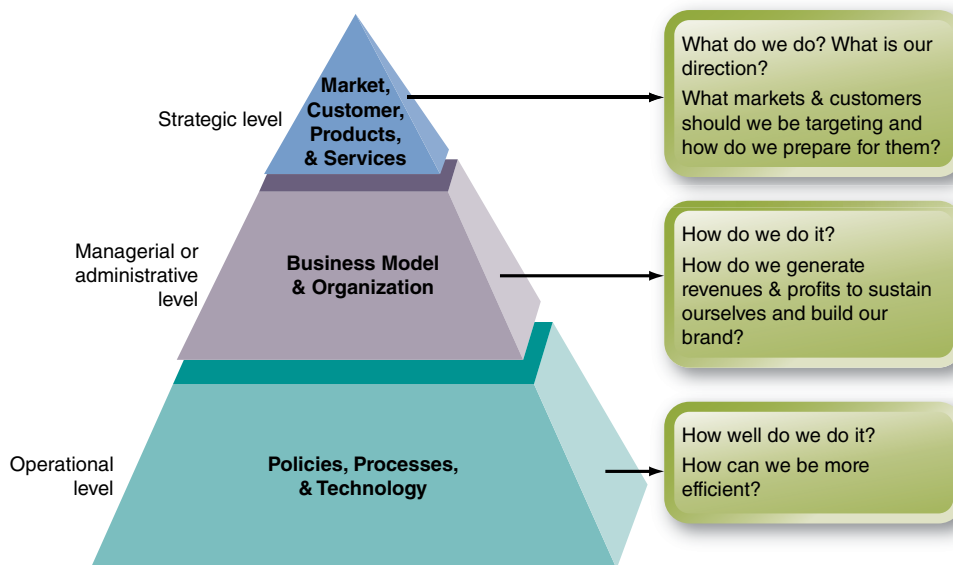 What do we do? What is our
direction?
What markets & customers
should we be targeting and
how do we prepare for them?
Strategic level
Market,
Customer,
Products,
& Services
How do we do it?
How do we generate
revenues & profits to sustain
ourselves and build our
brand?
Managerial or
administrative
level
Business Model
& Organization
How well do we do it?
How can we be more
efficient?
Operational
level
Policies, Processes,
& Technology